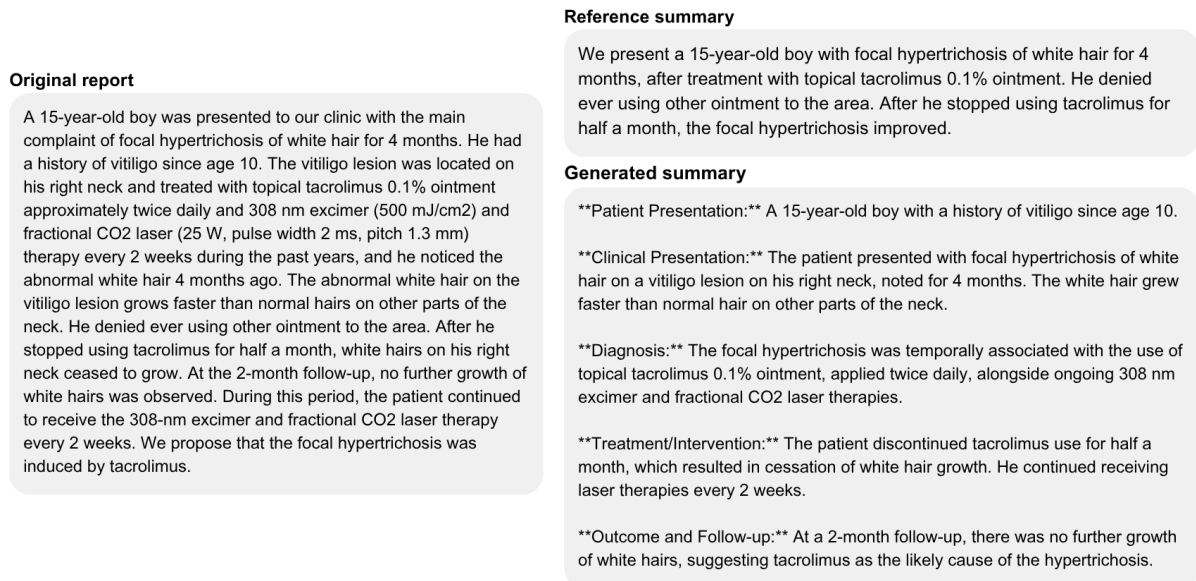 Original report
A 15-year-old boy was presented to our clinic with the main
complaint of focal hypertrichosis of white hair for 4 months. He had
a history of vitiligo since age 10. The vitiligo lesion was located on
his right neck and treated with topical tacrolimus 0.1% ointment
approximately twice daily and 308 nm excimer (500 mJ/cm2) and
fractional CO2 laser (25 W, pulse width 2 ms, pitch 1.3 mm)
therapy every 2 weeks during the past years, and he noticed the
abnormal white hair 4 months ago. The abnormal white hair on the
vitiligo lesion grows faster than normal hairs on other parts of the
neck. He denied ever using other ointment to the area. After he
stopped using tacrolimus for half a month, white hairs on his right
neck ceased to grow. At the 2-month follow-up, no further growth of
white hairs was observed. During this period, the patient continued
to receive the 308-nm excimer and fractional CO2 laser therapy
every 2 weeks. We propose that the focal hypertrichosis was
induced by tacrolimus.
Reference summary
We present a 15-year-old boy with focal hypertrichosis of white hair for 4
months, after treatment with topical tacrolimus 0.1% ointment. He denied
ever using other ointment to the area. After he stopped using tacrolimus for
half a month, the focal hypertrichosis improved.
Generated summary
**Patient Presentation:** A 15-year-old boy with a history of vitiligo since age 10.
**Clinical Presentation:** The patient presented with focal hypertrichosis of white
hair on a vitiligo lesion on his right neck, noted for 4 months. The white hair grew
faster than normal hair on other parts of the neck.
**Diagnosis:** The focal hypertrichosis was temporally associated with the use of
topical tacrolimus 0.1% ointment, applied twice daily, alongside ongoing 308 nm
excimer and fractional CO2 laser therapies.
**Treatment/Intervention:** The patient discontinued tacrolimus use for half a
month, which resulted in cessation of white hair growth. He continued receiving
laser therapies every 2 weeks.
**Outcome and Follow-up:** At a 2-month follow-up, there was no further growth
of white hairs, suggesting tacrolimus as the likely cause of the hypertrichosis.